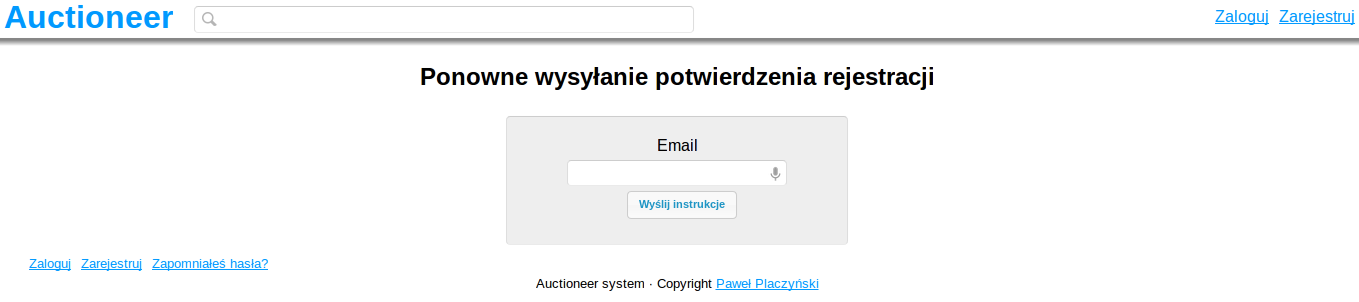 Auctioneer Zaloguj Zarejestruj
Ponowne wysyłanie potwierdzenia rejestracji
Email
Wyślij instrukcje
Zaloguj Zarejestruj Zapomniałeś hasła?
Auctioneer system · Copyright Paweł Placzyński